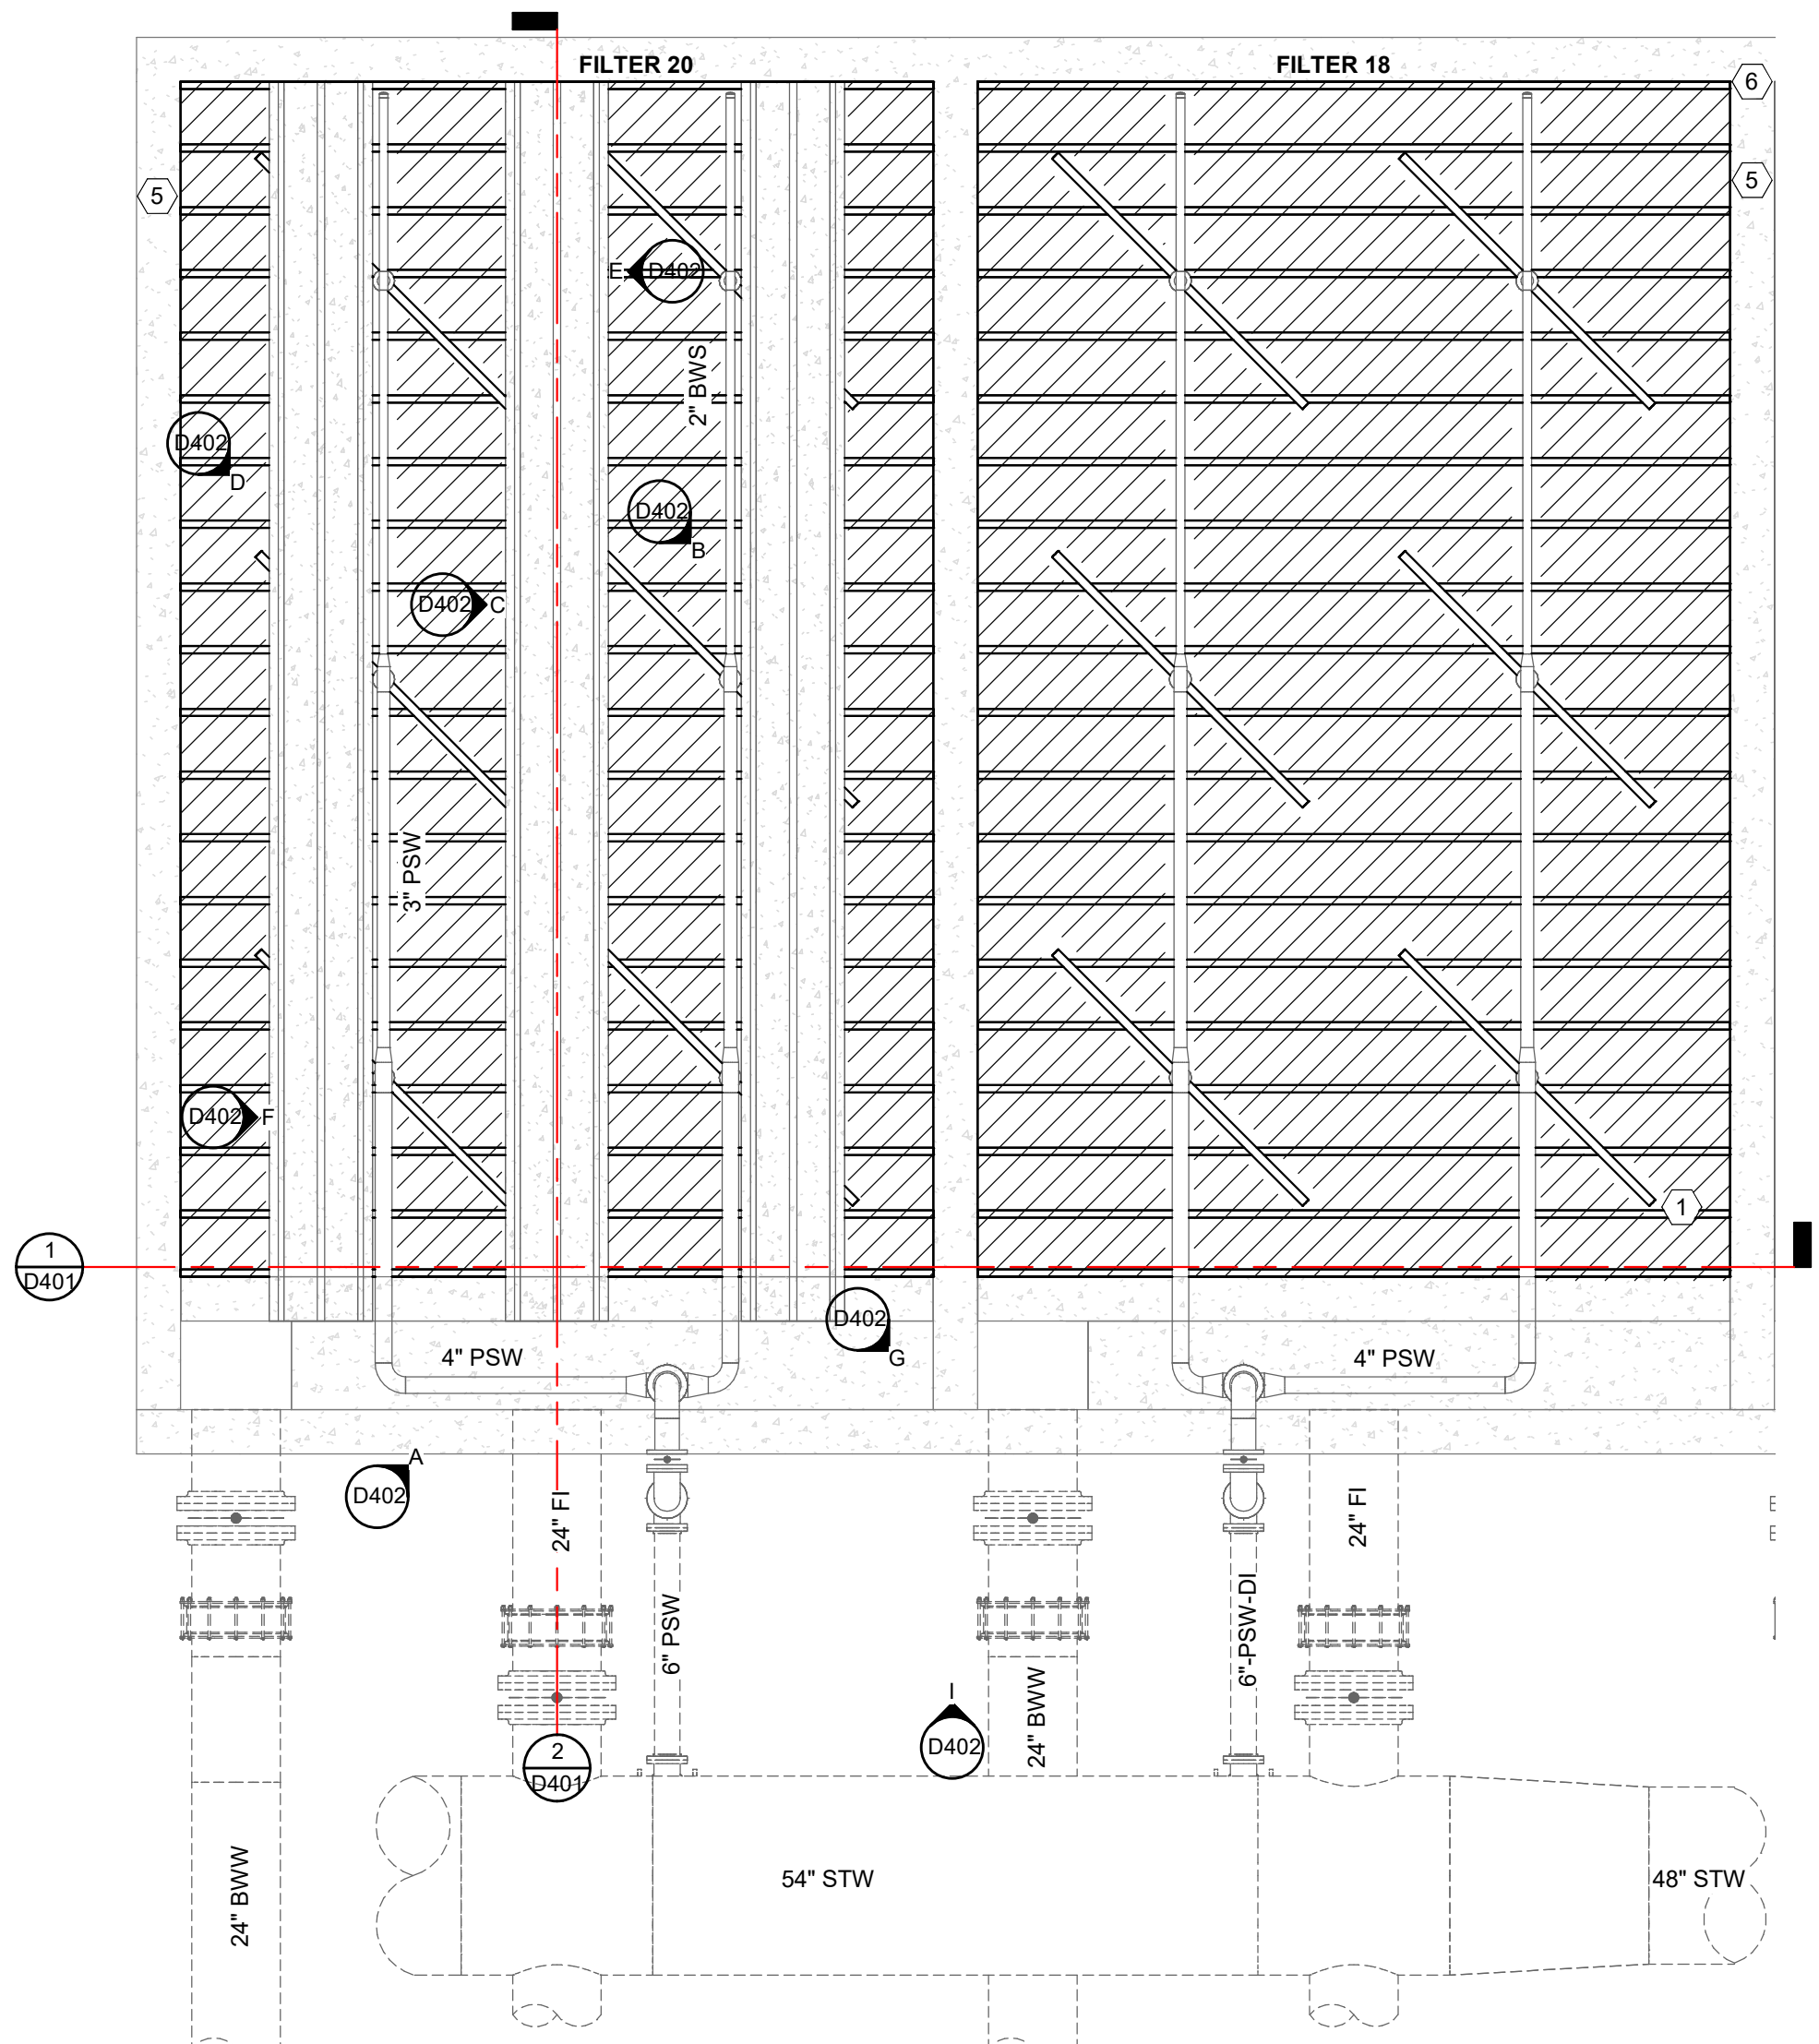 FILTER 20
FILTER 18
6
5
5
E
D402
2" BWS
D402
D
D402
B
D402
C
3" PSW
D402
F
1
1
D401
D402
G
4" PSW
4" PSW
A
D402
24" FI
24" FI
6" PSW
6"-PSW-DI
24" BWW
I
D402
2
D401
54" STW
48" STW
24" BWW